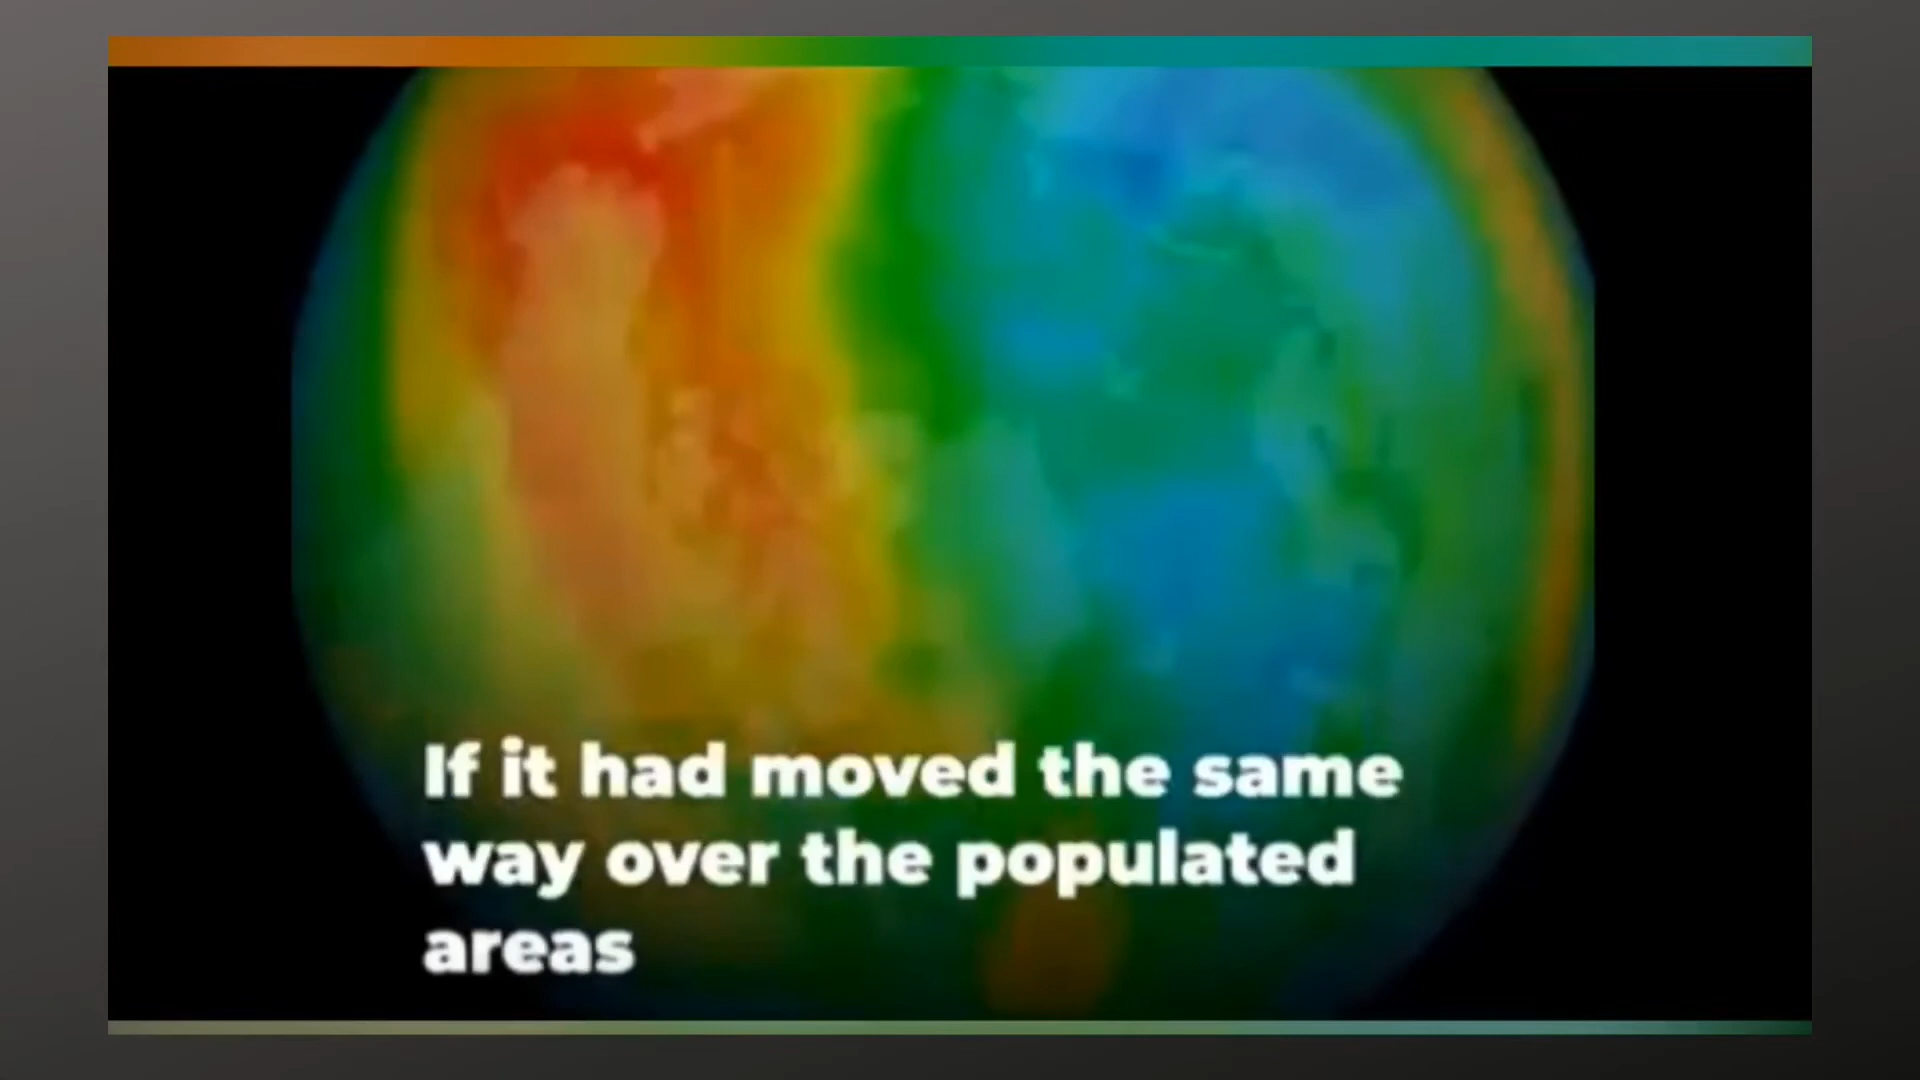 If it had moved the same
way over the populated
areas